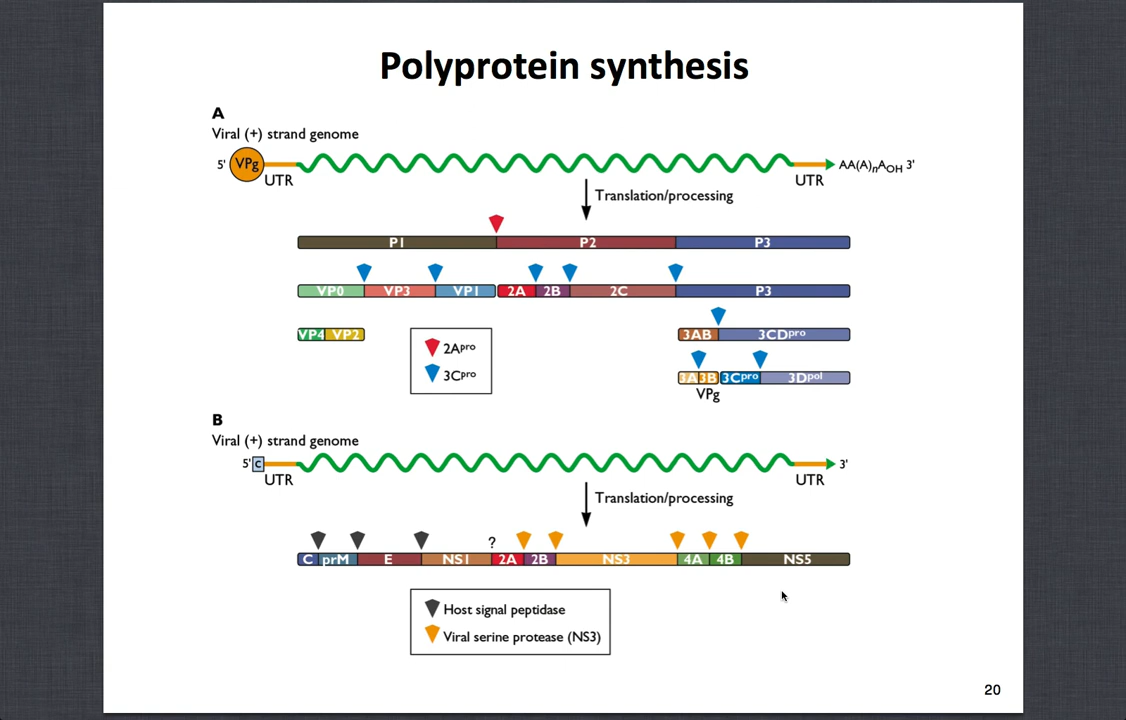 Polyprotein synthesis
A
Viral (+) strand genome
5' VPg UTR UTR AA(A)nAOH 3'
Translation/processing
P1 P2 P3
VP0 VP3 VP1 2A 2B 2C P3
VP4 VP2 3AB 3CDpro
2Apro
3Cpro
3A 3B 3Cpro 3Dpol
VPg
B
Viral (+) strand genome
5' C UTR UTR 3'
Translation/processing
?
C prM E NS1 2A 2B NS3 4A 4B NS5
Host signal peptidase
Viral serine protease (NS3)
20